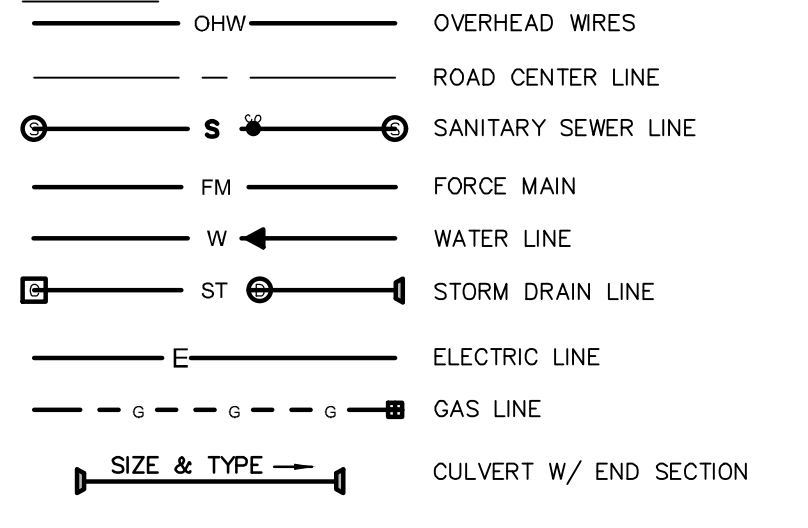 OHW OVERHEAD WIRES
ROAD CENTER LINE
S S S SANITARY SEWER LINE
FM FORCE MAIN
W WATER LINE
ST D STORM DRAIN LINE
E ELECTRIC LINE
G G G GAS LINE
SIZE & TYPE CULVERT W/ END SECTION